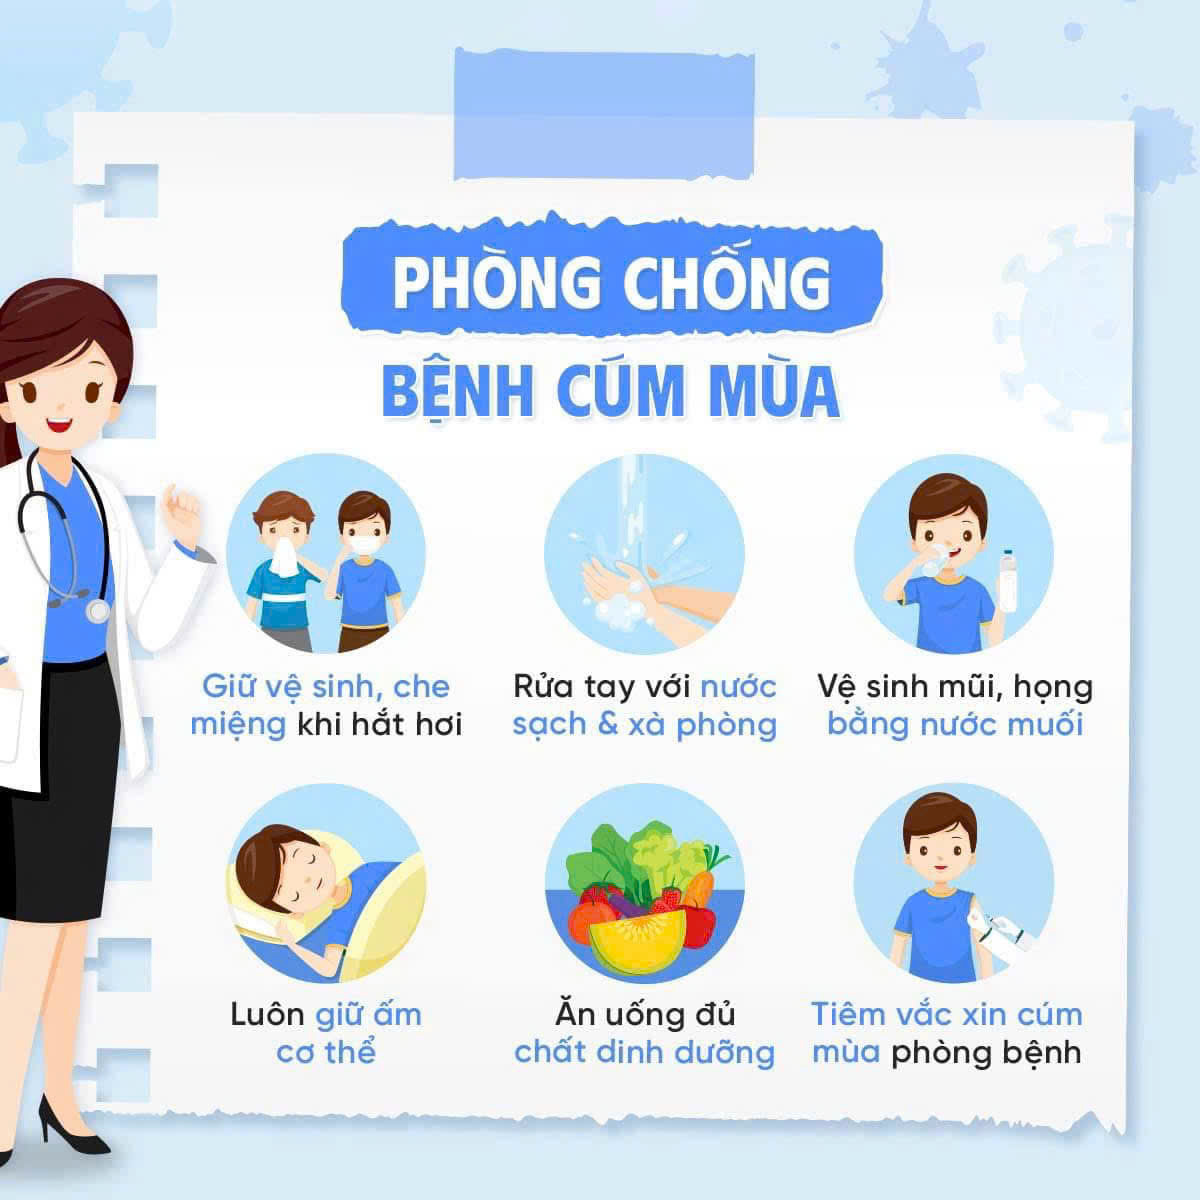 PHÒNG CHỐNG
BỆNH CÚM MÙA
Giữ vệ sinh, che
miệng khi hắt hơi
Rửa tay với nước
sạch & xà phòng
Vệ sinh mũi, họng
bằng nước muối
Luôn giữ ấm
cơ thể
Ăn uống đủ
chất dinh dưỡng
Tiêm vắc xin cúm
mùa phòng bệnh